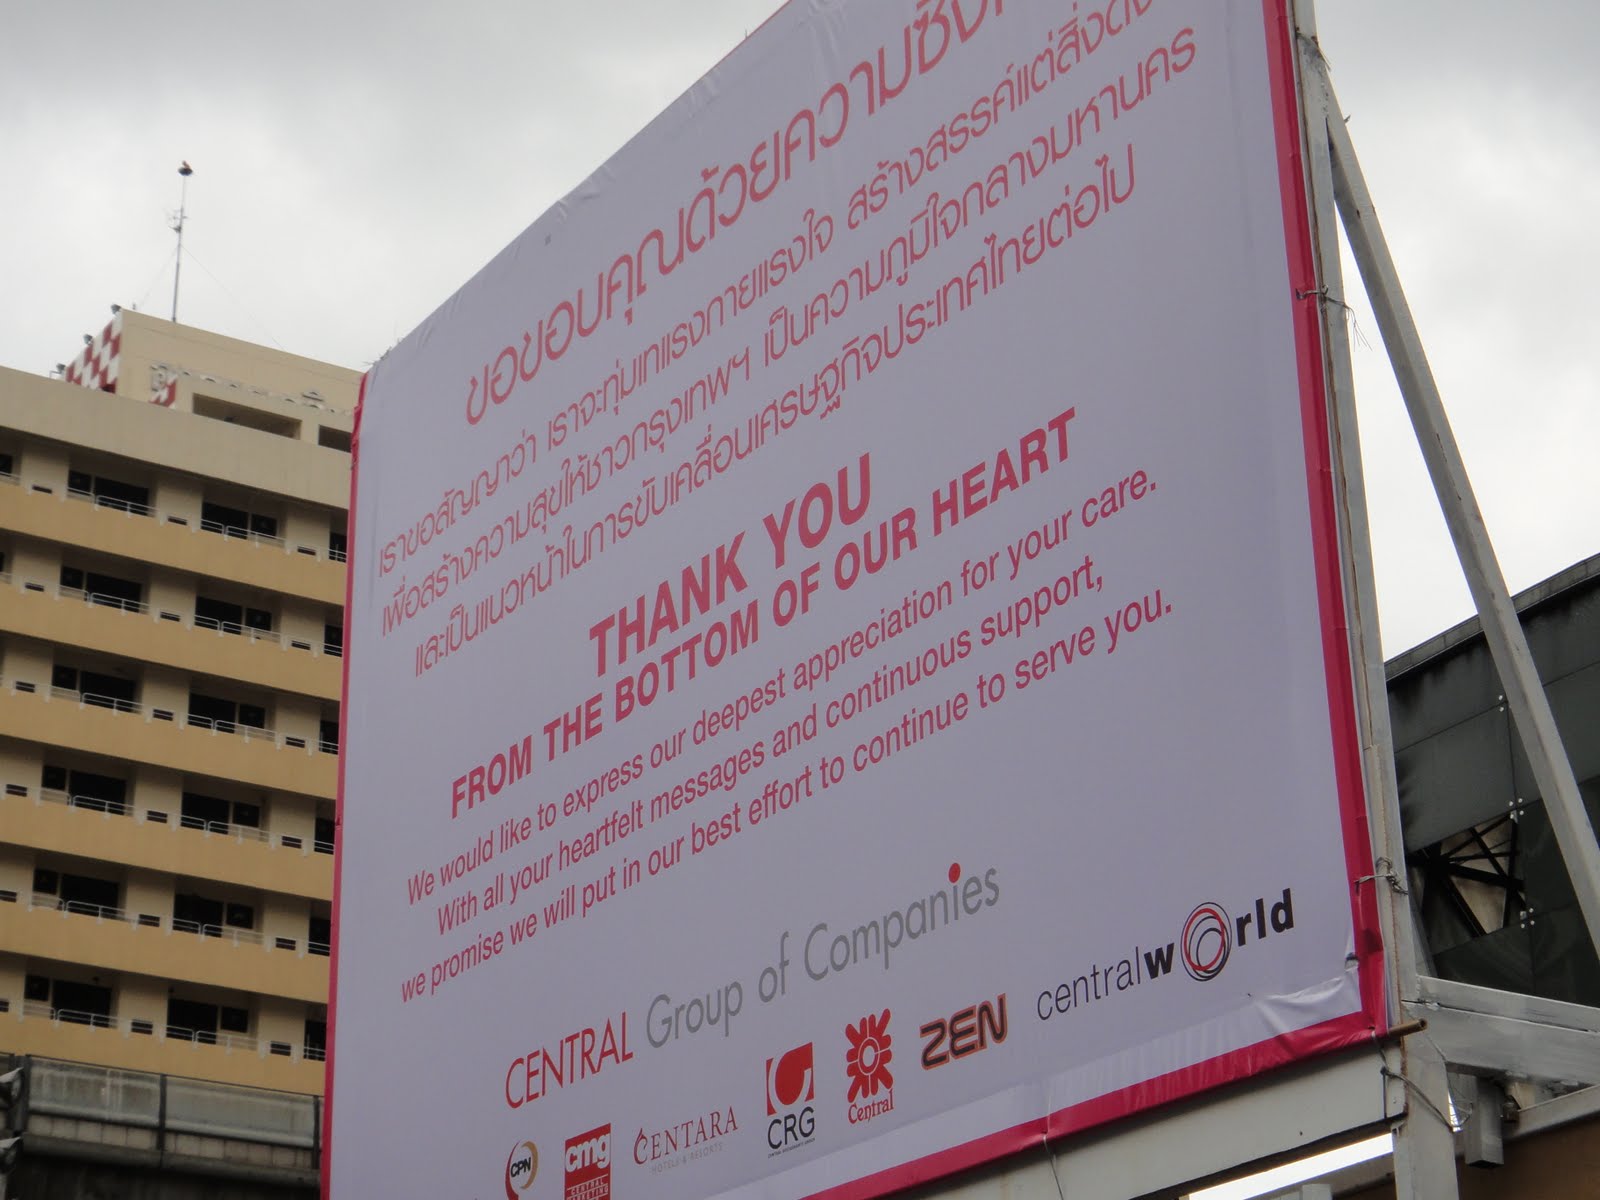 ขอขอบคุณด้วยความซึ้ง
เราขอสัญญาว่า เราจะทุ่มเทแรงกายแรงใจ สร้างสรรค์แต่สิ่ง
เพื่อสร้างความสุขให้ชาวกรุงเทพฯ เป็นความภูมิใจกลางมหานคร
และเป็นแนวหน้าในการขับเคลื่อนเศรษฐกิจประเทศไทยต่อไป
THANK YOU
FROM THE BOTTOM OF OUR HEART
We would like to express our deepest appreciation for your care.
With all your heartfelt messages and continuous support,
we promise we will put in our best effort to continue to serve you.
CENTRAL Group of Companies
CPN cmg CENTARA CRG Central ZEN centralworld
HOTELS & RESORTS